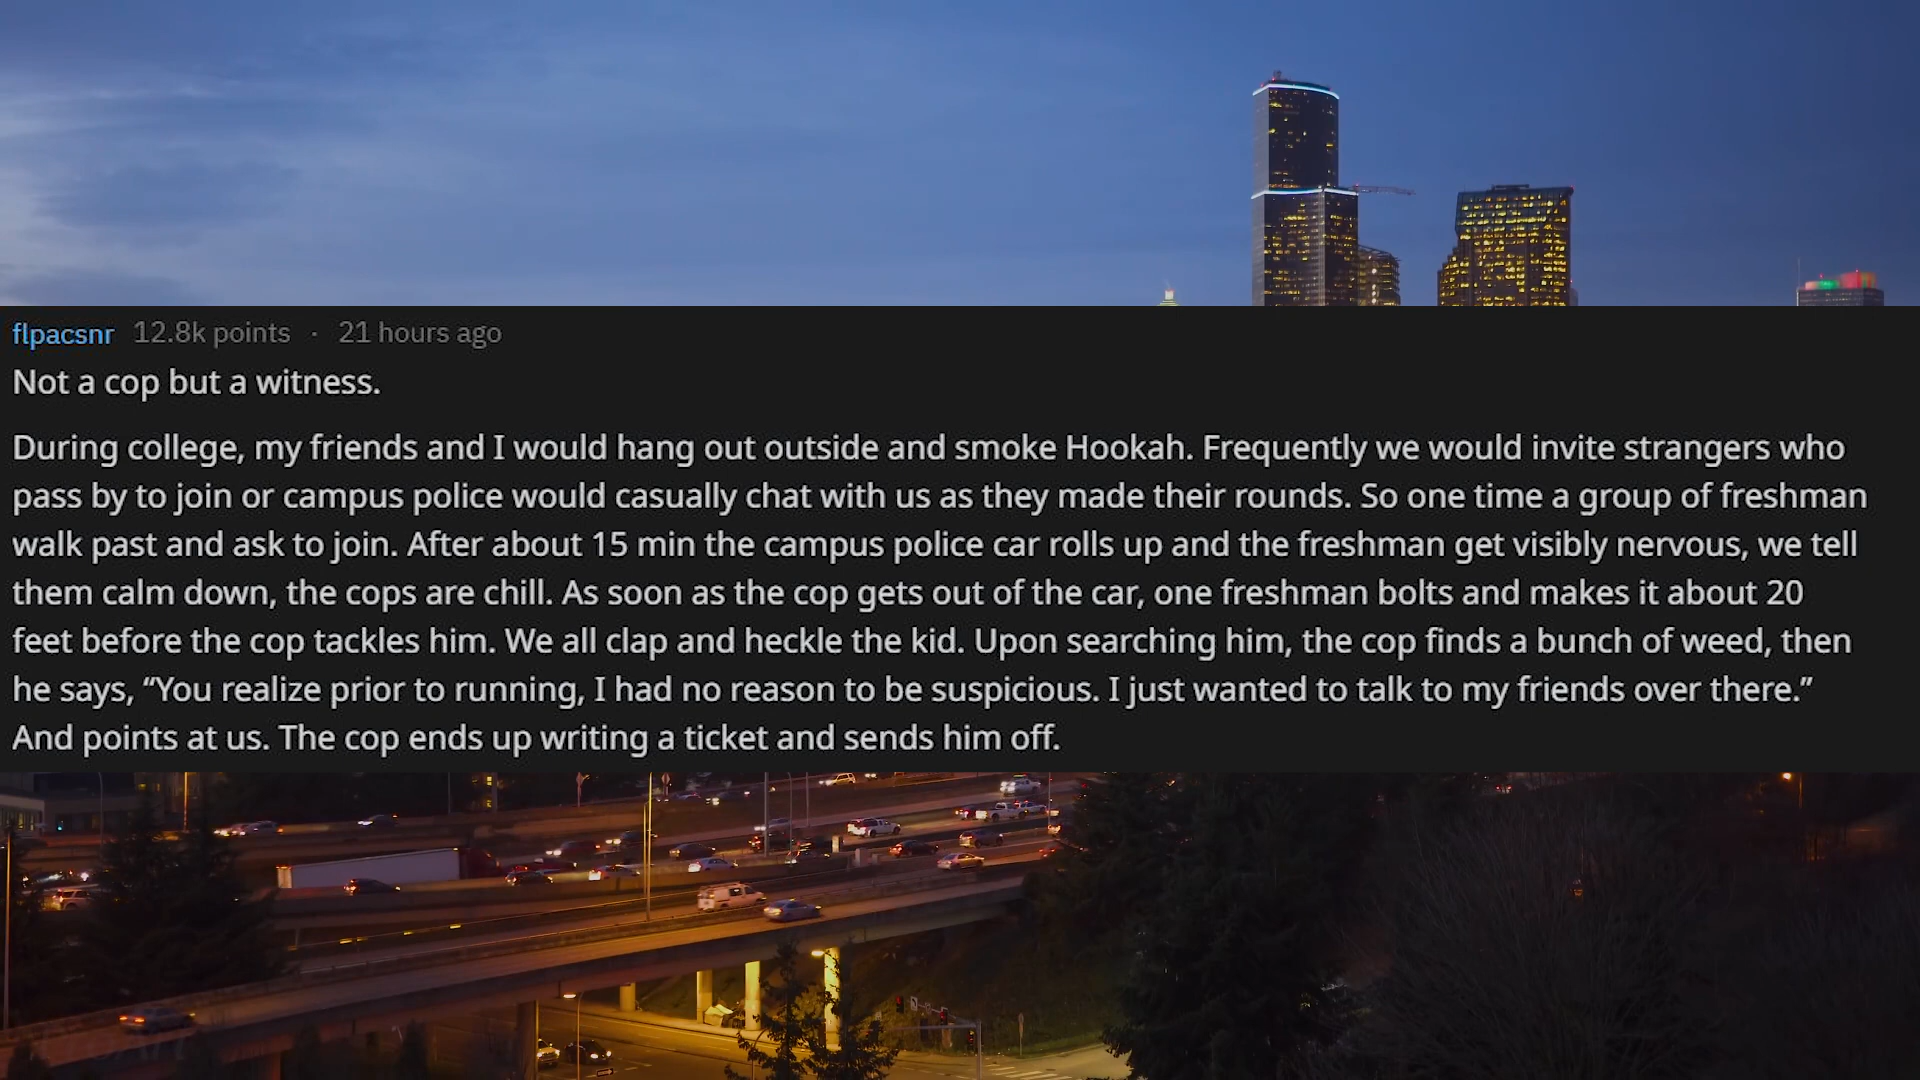 flpacsnr 12.8k points · 21 hours ago
Not a cop but a witness.
During college, my friends and I would hang out outside and smoke Hookah. Frequently we would invite strangers who
pass by to join or campus police would casually chat with us as they made their rounds. So one time a group of freshman
walk past and ask to join. After about 15 min the campus police car rolls up and the freshman get visibly nervous, we tell
them calm down, the cops are chill. As soon as the cop gets out of the car, one freshman bolts and makes it about 20
feet before the cop tackles him. We all clap and heckle the kid. Upon searching him, the cop finds a bunch of weed, then
he says, “You realize prior to running, I had no reason to be suspicious. I just wanted to talk to my friends over there.”
And points at us. The cop ends up writing a ticket and sends him off.